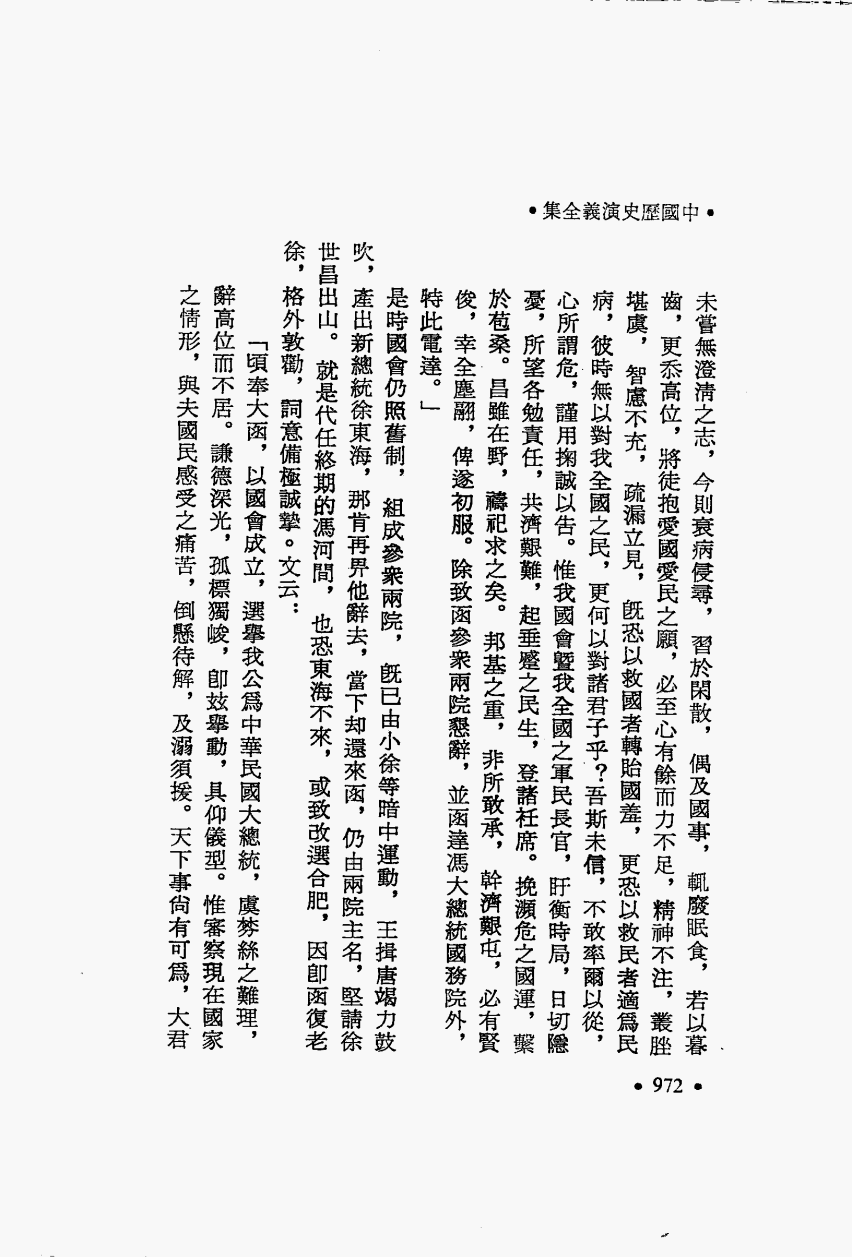 •中國歷史演義全集•
未嘗無澄淸之志，今則衰病侵尋，習於閑散，偶及國事，輒廢眠食，若以暮
齒，更忝高位，將徒抱愛國愛民之願，必至心有餘而力不足，精神不注，叢脞
堪虞，智慮不充，疏漏立見，旣恐以救國者轉貽國羞，更恐以救民者適爲民
病，彼時無以對我全國之民，更何以對諸君子乎？吾斯未信，不敢率爾以從，
心所謂危，謹用掬誠以告。惟我國會曁我全國之軍民長官，盱衡時局，日切隱
憂，所望各勉責任，共濟艱難，起垂蹙之民生，登諸衽席。挽瀕危之國運，繫
於苞桑。昌雖在野，禱祀求之矣。邦基之重，非所敢承，幹濟艱屯，必有賢
俊，幸全塵翮，俾遂初服。除致函參衆兩院懇辭，並函達馮大總統國務院外，
特此電達。」
是時國會仍照舊制，組成參衆兩院，旣已由小徐等暗中運動，王揖唐竭力鼓
吹，產出新總統徐東海，那肯再畀他辭去，當下却還來函，仍由兩院主名，堅請徐
世昌出山。就是代任終期的馮河間，也恐東海不來，或致改選合肥，因卽函復老
徐，格外敦勸，詞意備極誠摯。文云：
「頃奉大函，以國會成立，選舉我公爲中華民國大總統，虞棼絲之難理，
辭高位而不居。謙德深光，孤標獨峻，卽玆舉動，具仰儀型。惟審察現在國家
之情形，與夫國民感受之痛苦，倒懸待解，及溺須援。天下事尙有可爲，大君
•972•